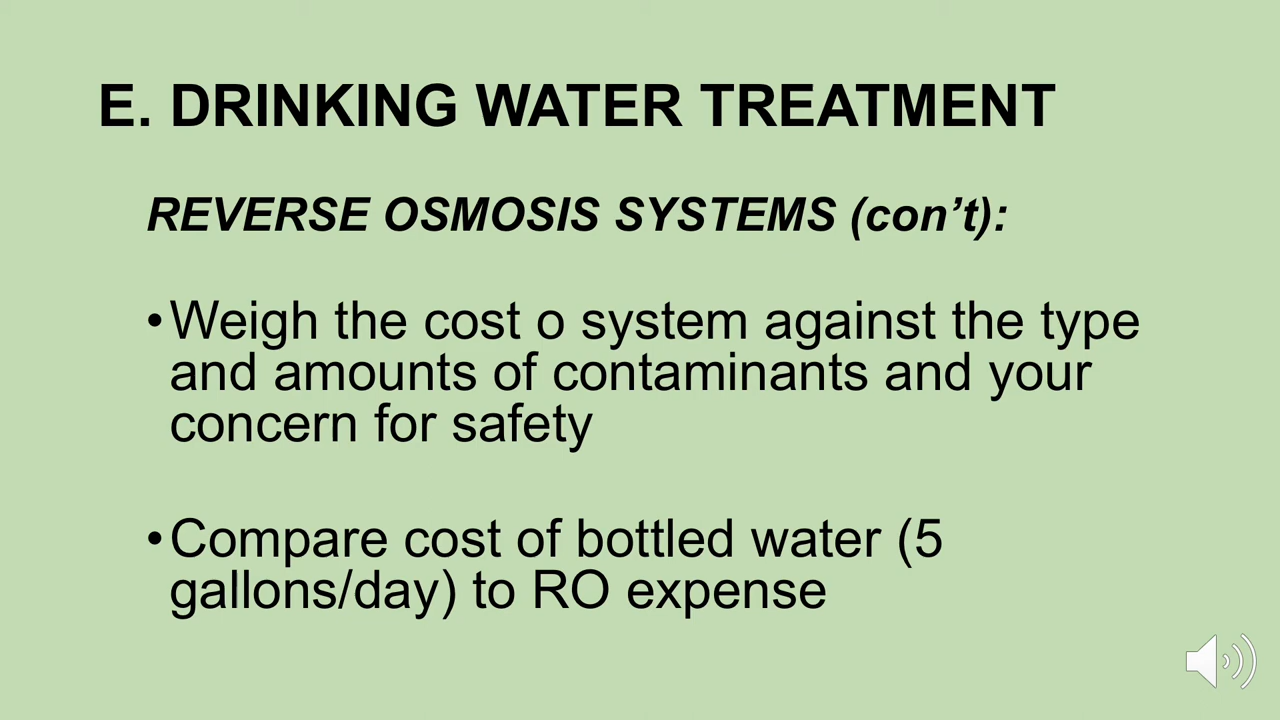 E. DRINKING WATER TREATMENT
REVERSE OSMOSIS SYSTEMS (con’t):
•Weigh the cost o system against the type
and amounts of contaminants and your
concern for safety
•Compare cost of bottled water (5
gallons/day) to RO expense